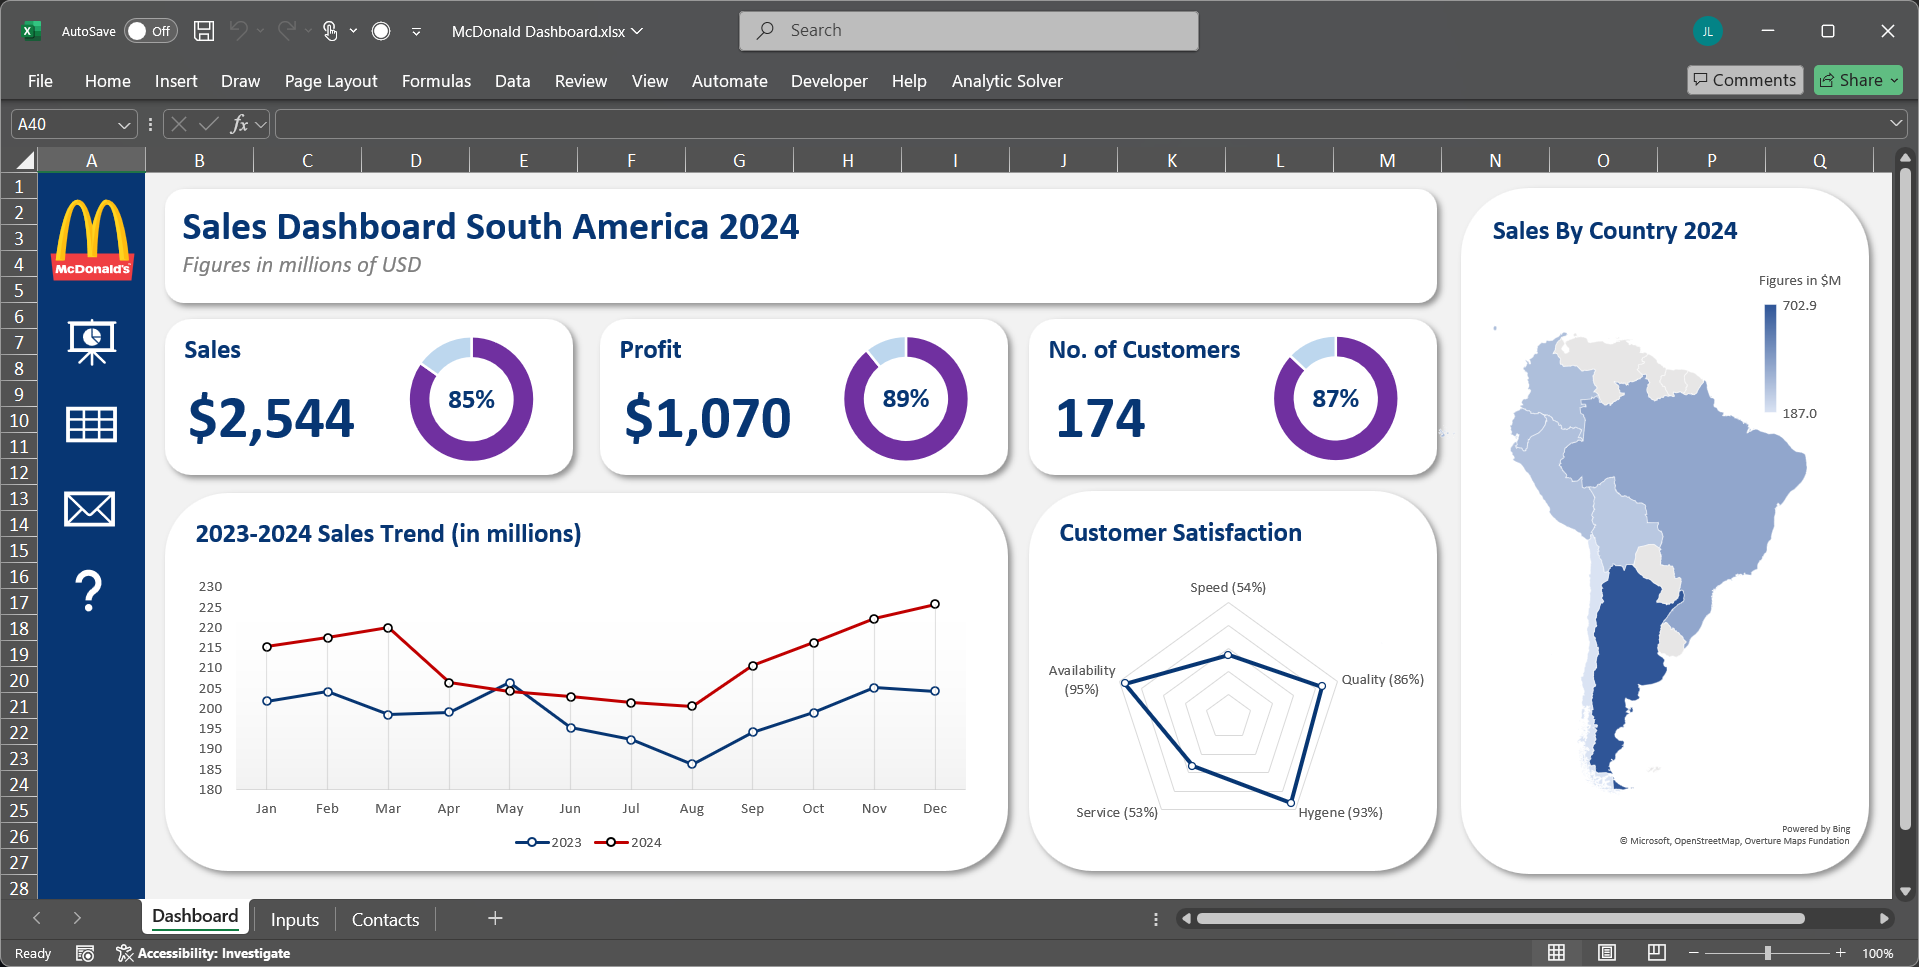 AutoSave Off McDonald Dashboard.xlsx Search JL
File Home Insert Draw Page Layout Formulas Data Review View Automate Developer Help Analytic Solver Comments Share
A40 fx
A B C D E F G H I J K L M N O P Q
1
2
3
4
5
6
7
8
9
10
11
12
13
14
15
16
17
18
19
20
21
22
23
24
25
26
27
28
McDonald's
?
Sales Dashboard South America 2024
Figures in millions of USD
Sales
$2,544
85%
Profit
$1,070
89%
No. of Customers
174
87%
2023-2024 Sales Trend (in millions)
230
225
220
215
210
205
200
195
190
185
180
Jan Feb Mar Apr May Jun Jul Aug Sep Oct Nov Dec
2023 2024
Customer Satisfaction
Speed (54%)
Availability
(95%)
Quality (86%)
Service (53%)
Hygene (93%)
Sales By Country 2024
Figures in $M
702.9
187.0
Powered by Bing
© Microsoft, OpenStreetMap, Overture Maps Fundation
Dashboard Inputs Contacts
Ready Accessibility: Investigate 100%